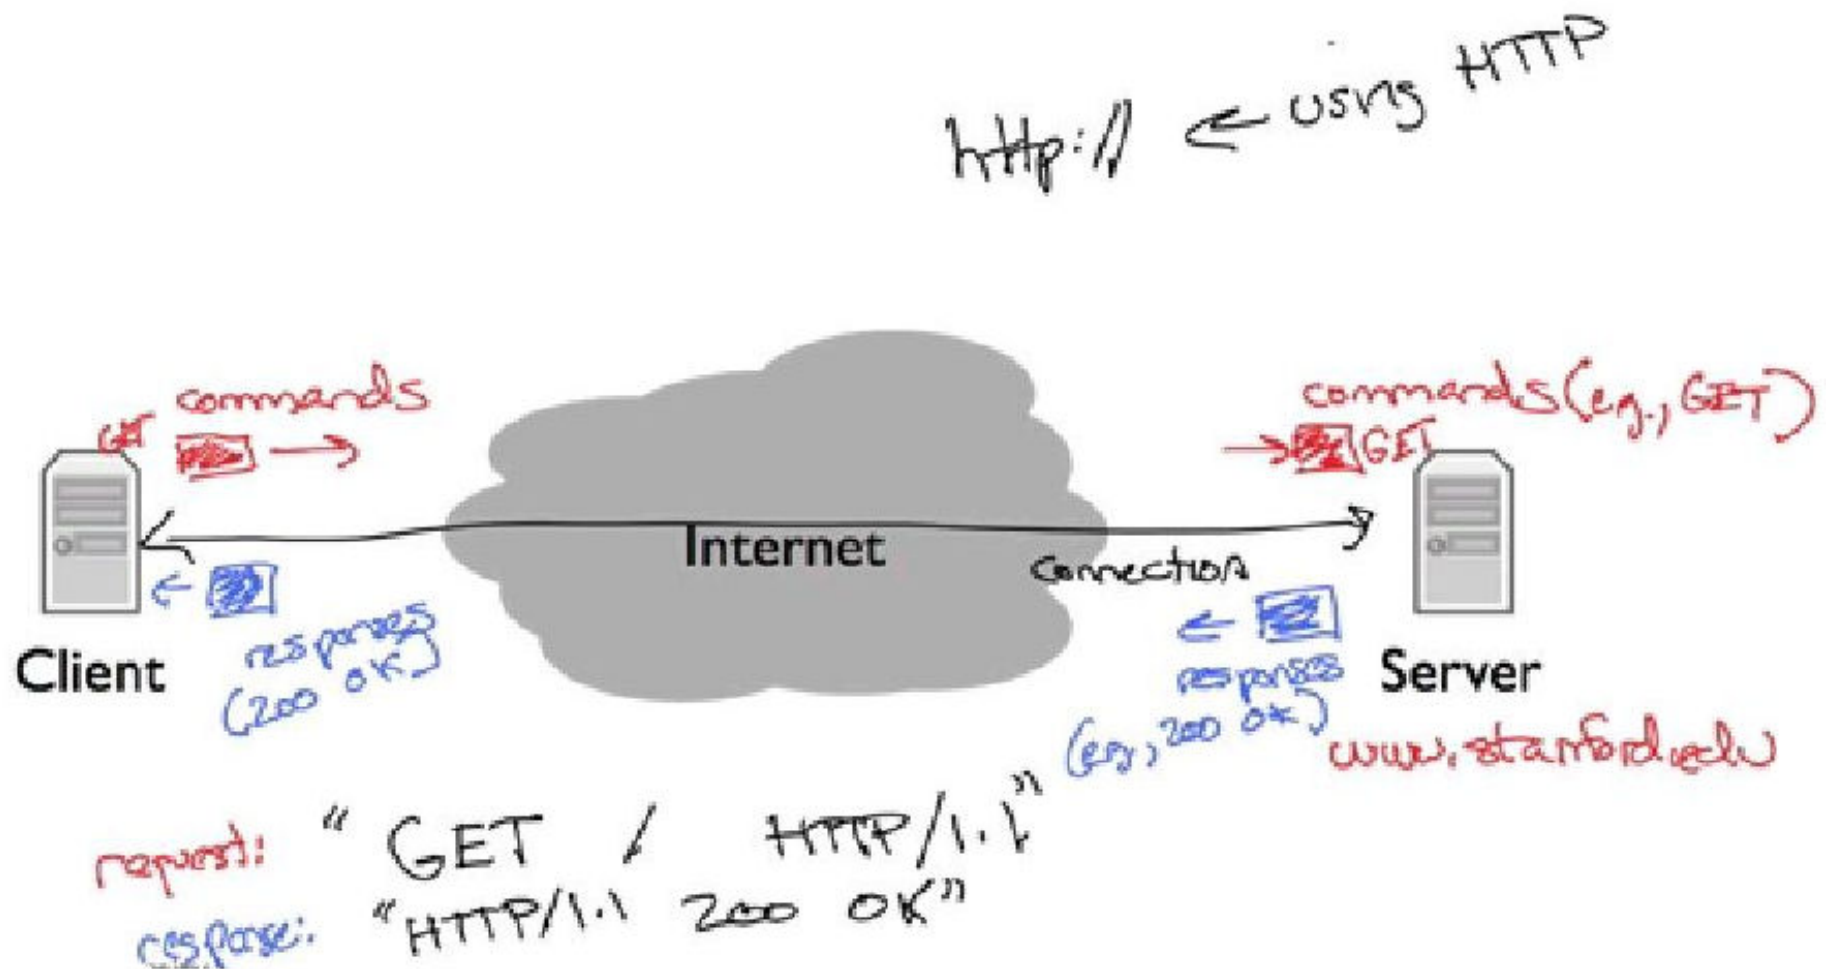 http:// ← using HTTP
commands
GET
commands (e.g., GET)
GET
Internet
connection
responses
(200 OK)
responses
(e.g., 200 OK)
Client
Server
www.stanford.edu
request: "GET / HTTP/1.1"
response: "HTTP/1.1 200 OK"